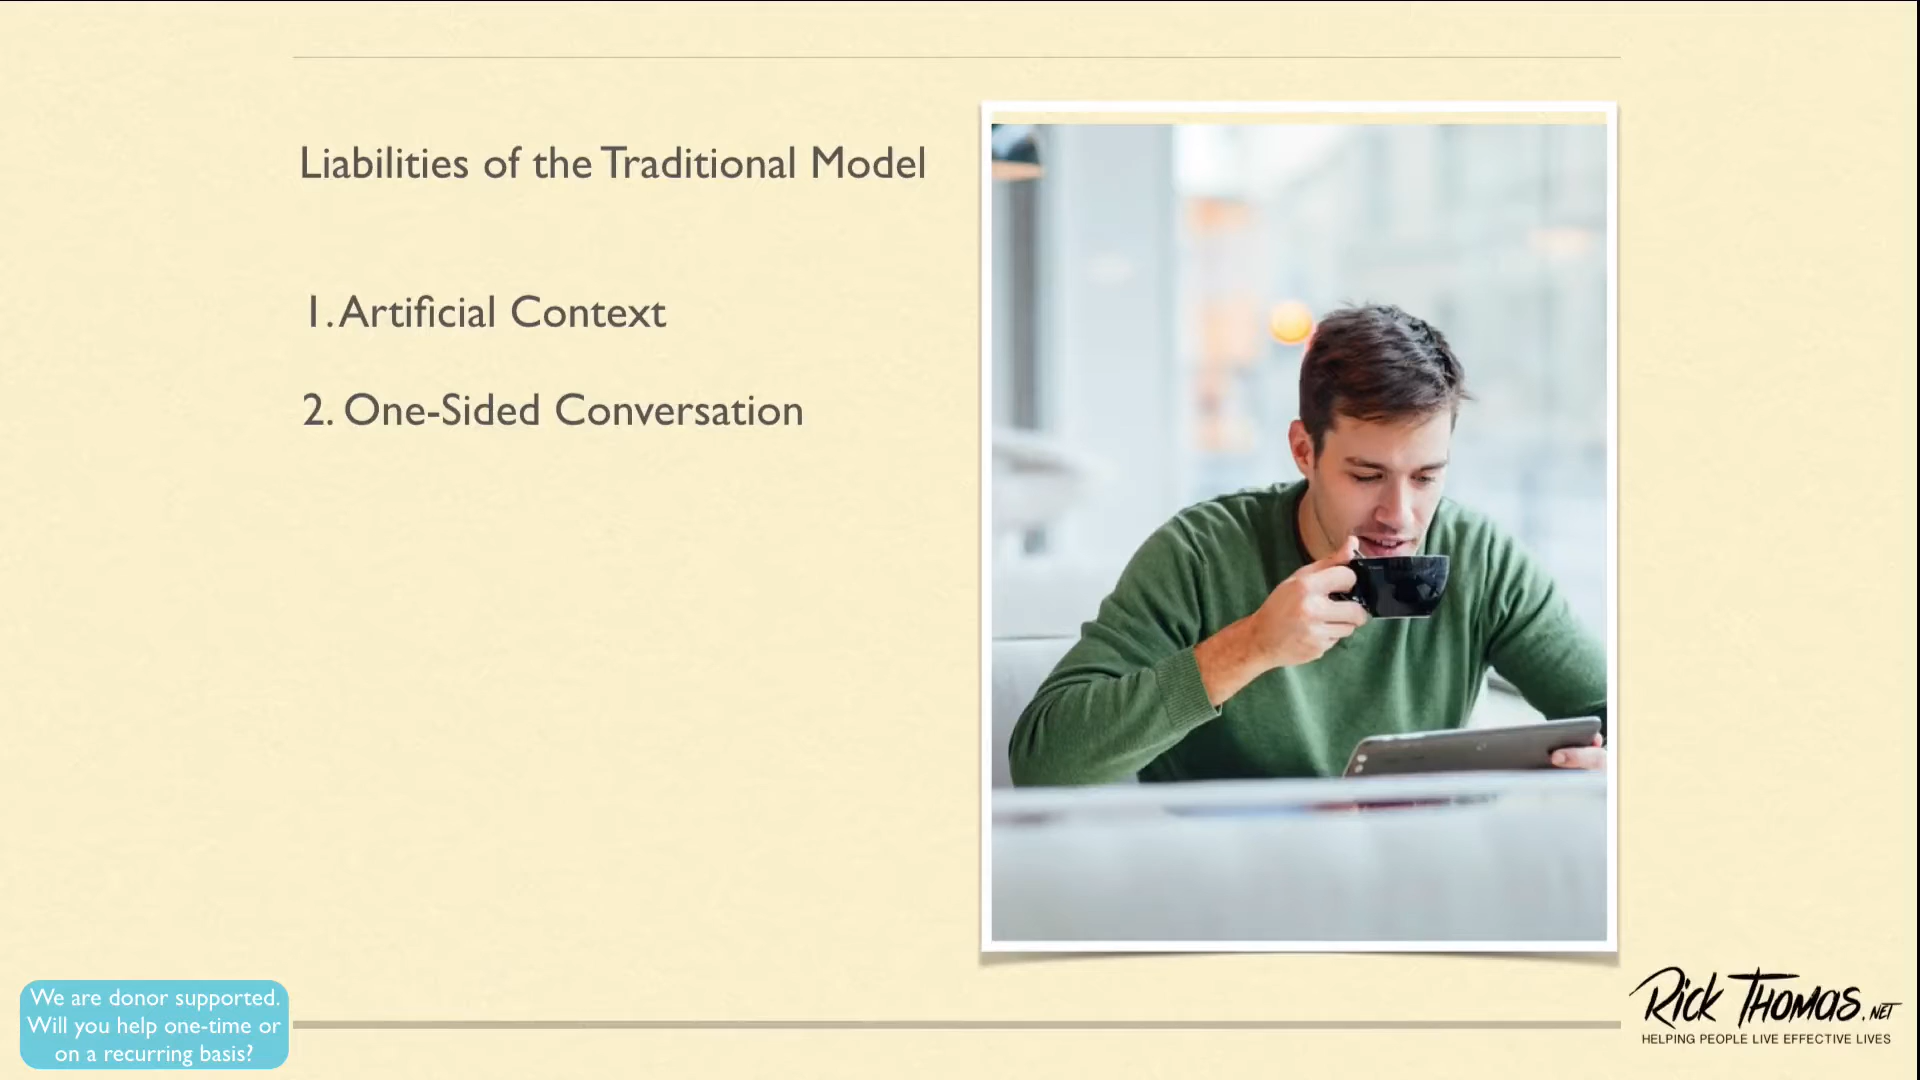 Liabilities of the Traditional Model
1. Artificial Context
2. One-Sided Conversation
We are donor supported.
Will you help one-time or
on a recurring basis?
RICK THOMAS.NET
HELPING PEOPLE LIVE EFFECTIVE LIVES